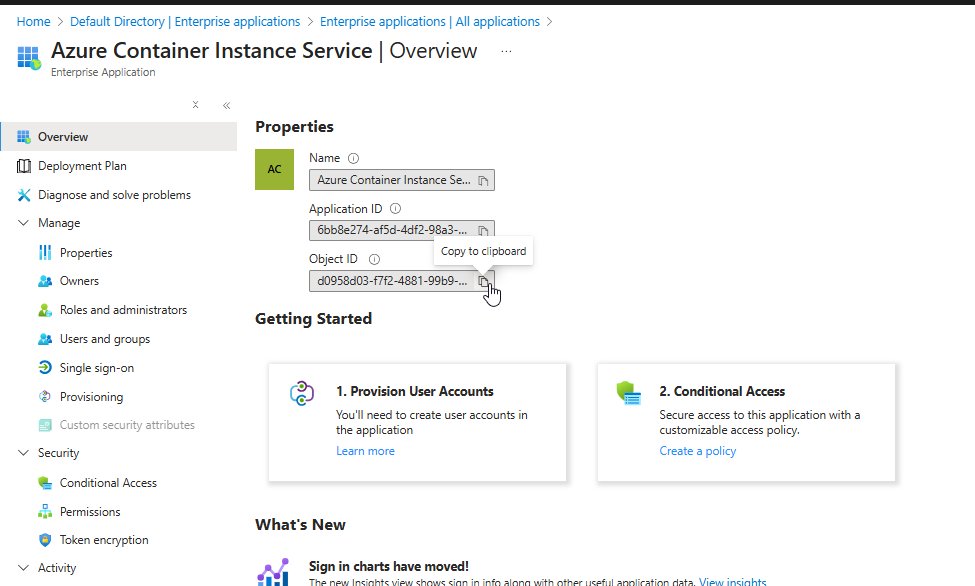 Home > Default Directory | Enterprise applications > Enterprise applications | All applications >
Azure Container Instance Service | Overview ...
Enterprise Application
Overview
Deployment Plan
Diagnose and solve problems
Manage
Properties
Owners
Roles and administrators
Users and groups
Single sign-on
Provisioning
Custom security attributes
Security
Conditional Access
Permissions
Token encryption
Activity
Properties
AC
Name
Azure Container Instance Se...
Application ID
6bb8e274-af5d-4df2-98a3-...
Copy to clipboard
Object ID
d0958d03-f7f2-4881-99b9-...
Getting Started
1. Provision User Accounts
You'll need to create user accounts in
the application
Learn more
2. Conditional Access
Secure access to this application with a
customizable access policy.
Create a policy
What's New
Sign in charts have moved!
The new Insights view shows sign in info along with other useful application data. View insights